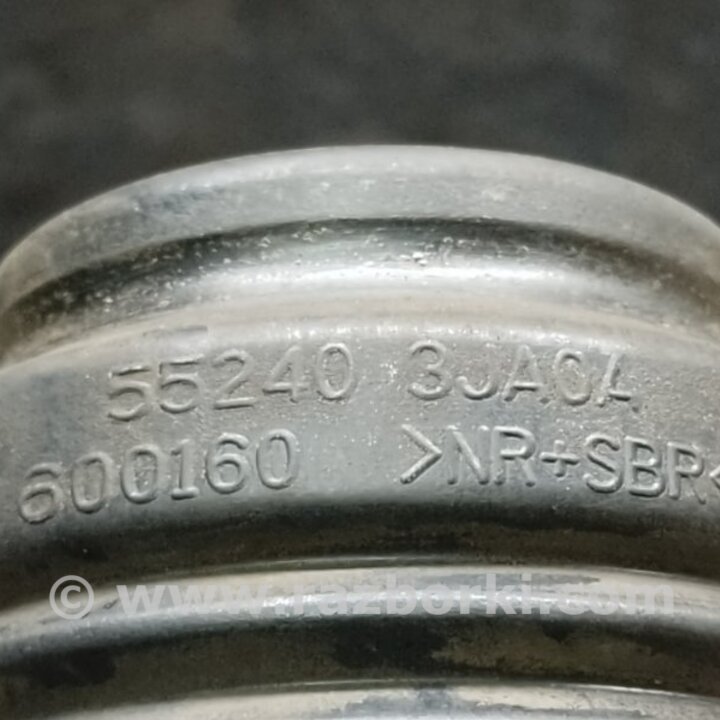 55240 3JA0A
600160 >NR+SBR<
© www.razborki.com